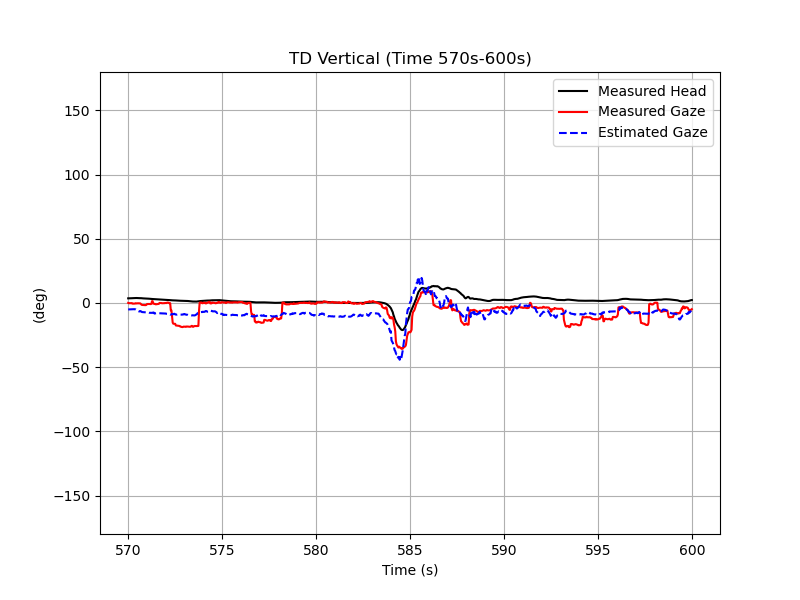 TD Vertical (Time 570s-600s)
Measured Head
Measured Gaze
Estimated Gaze
150
100
50
0
−50
−100
−150
(deg)
570 575 580 585 590 595 600
Time (s)